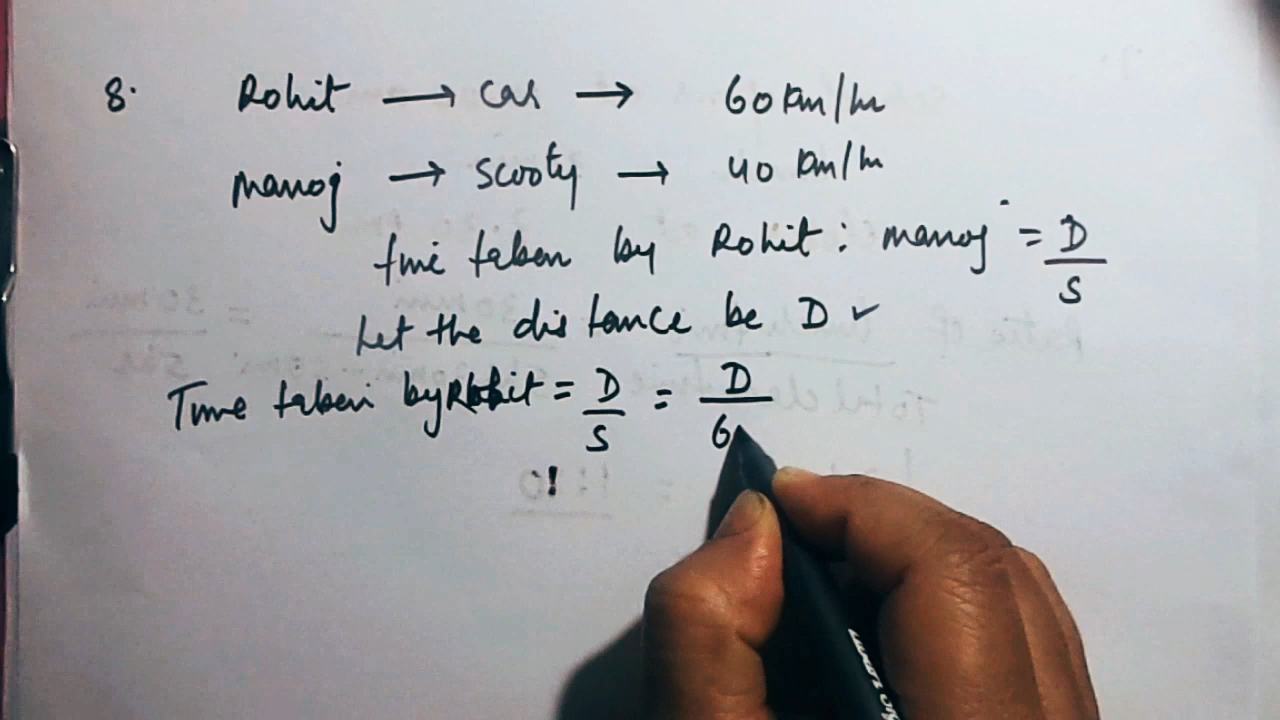 8. Rohit → car → 60 km/hr
manoj → scooty → 40 km/hr
time taken by Rohit : manoj = D/S
Let the distance be D ✓
Time taken by Rohit = D/S = D/6